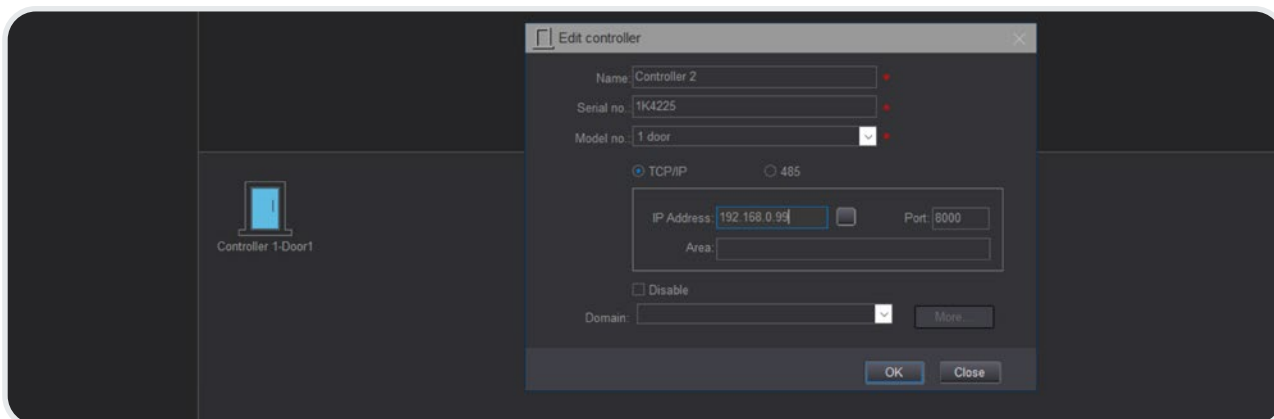 Edit controller
Name: Controller 2
Serial no.: 1K4225
Model no.: 1 door
TCP/IP 485
IP Address: 192.168.0.99 Port: 8000
Area:
Disable
Domain: More...
OK Close
Controller 1-Door1